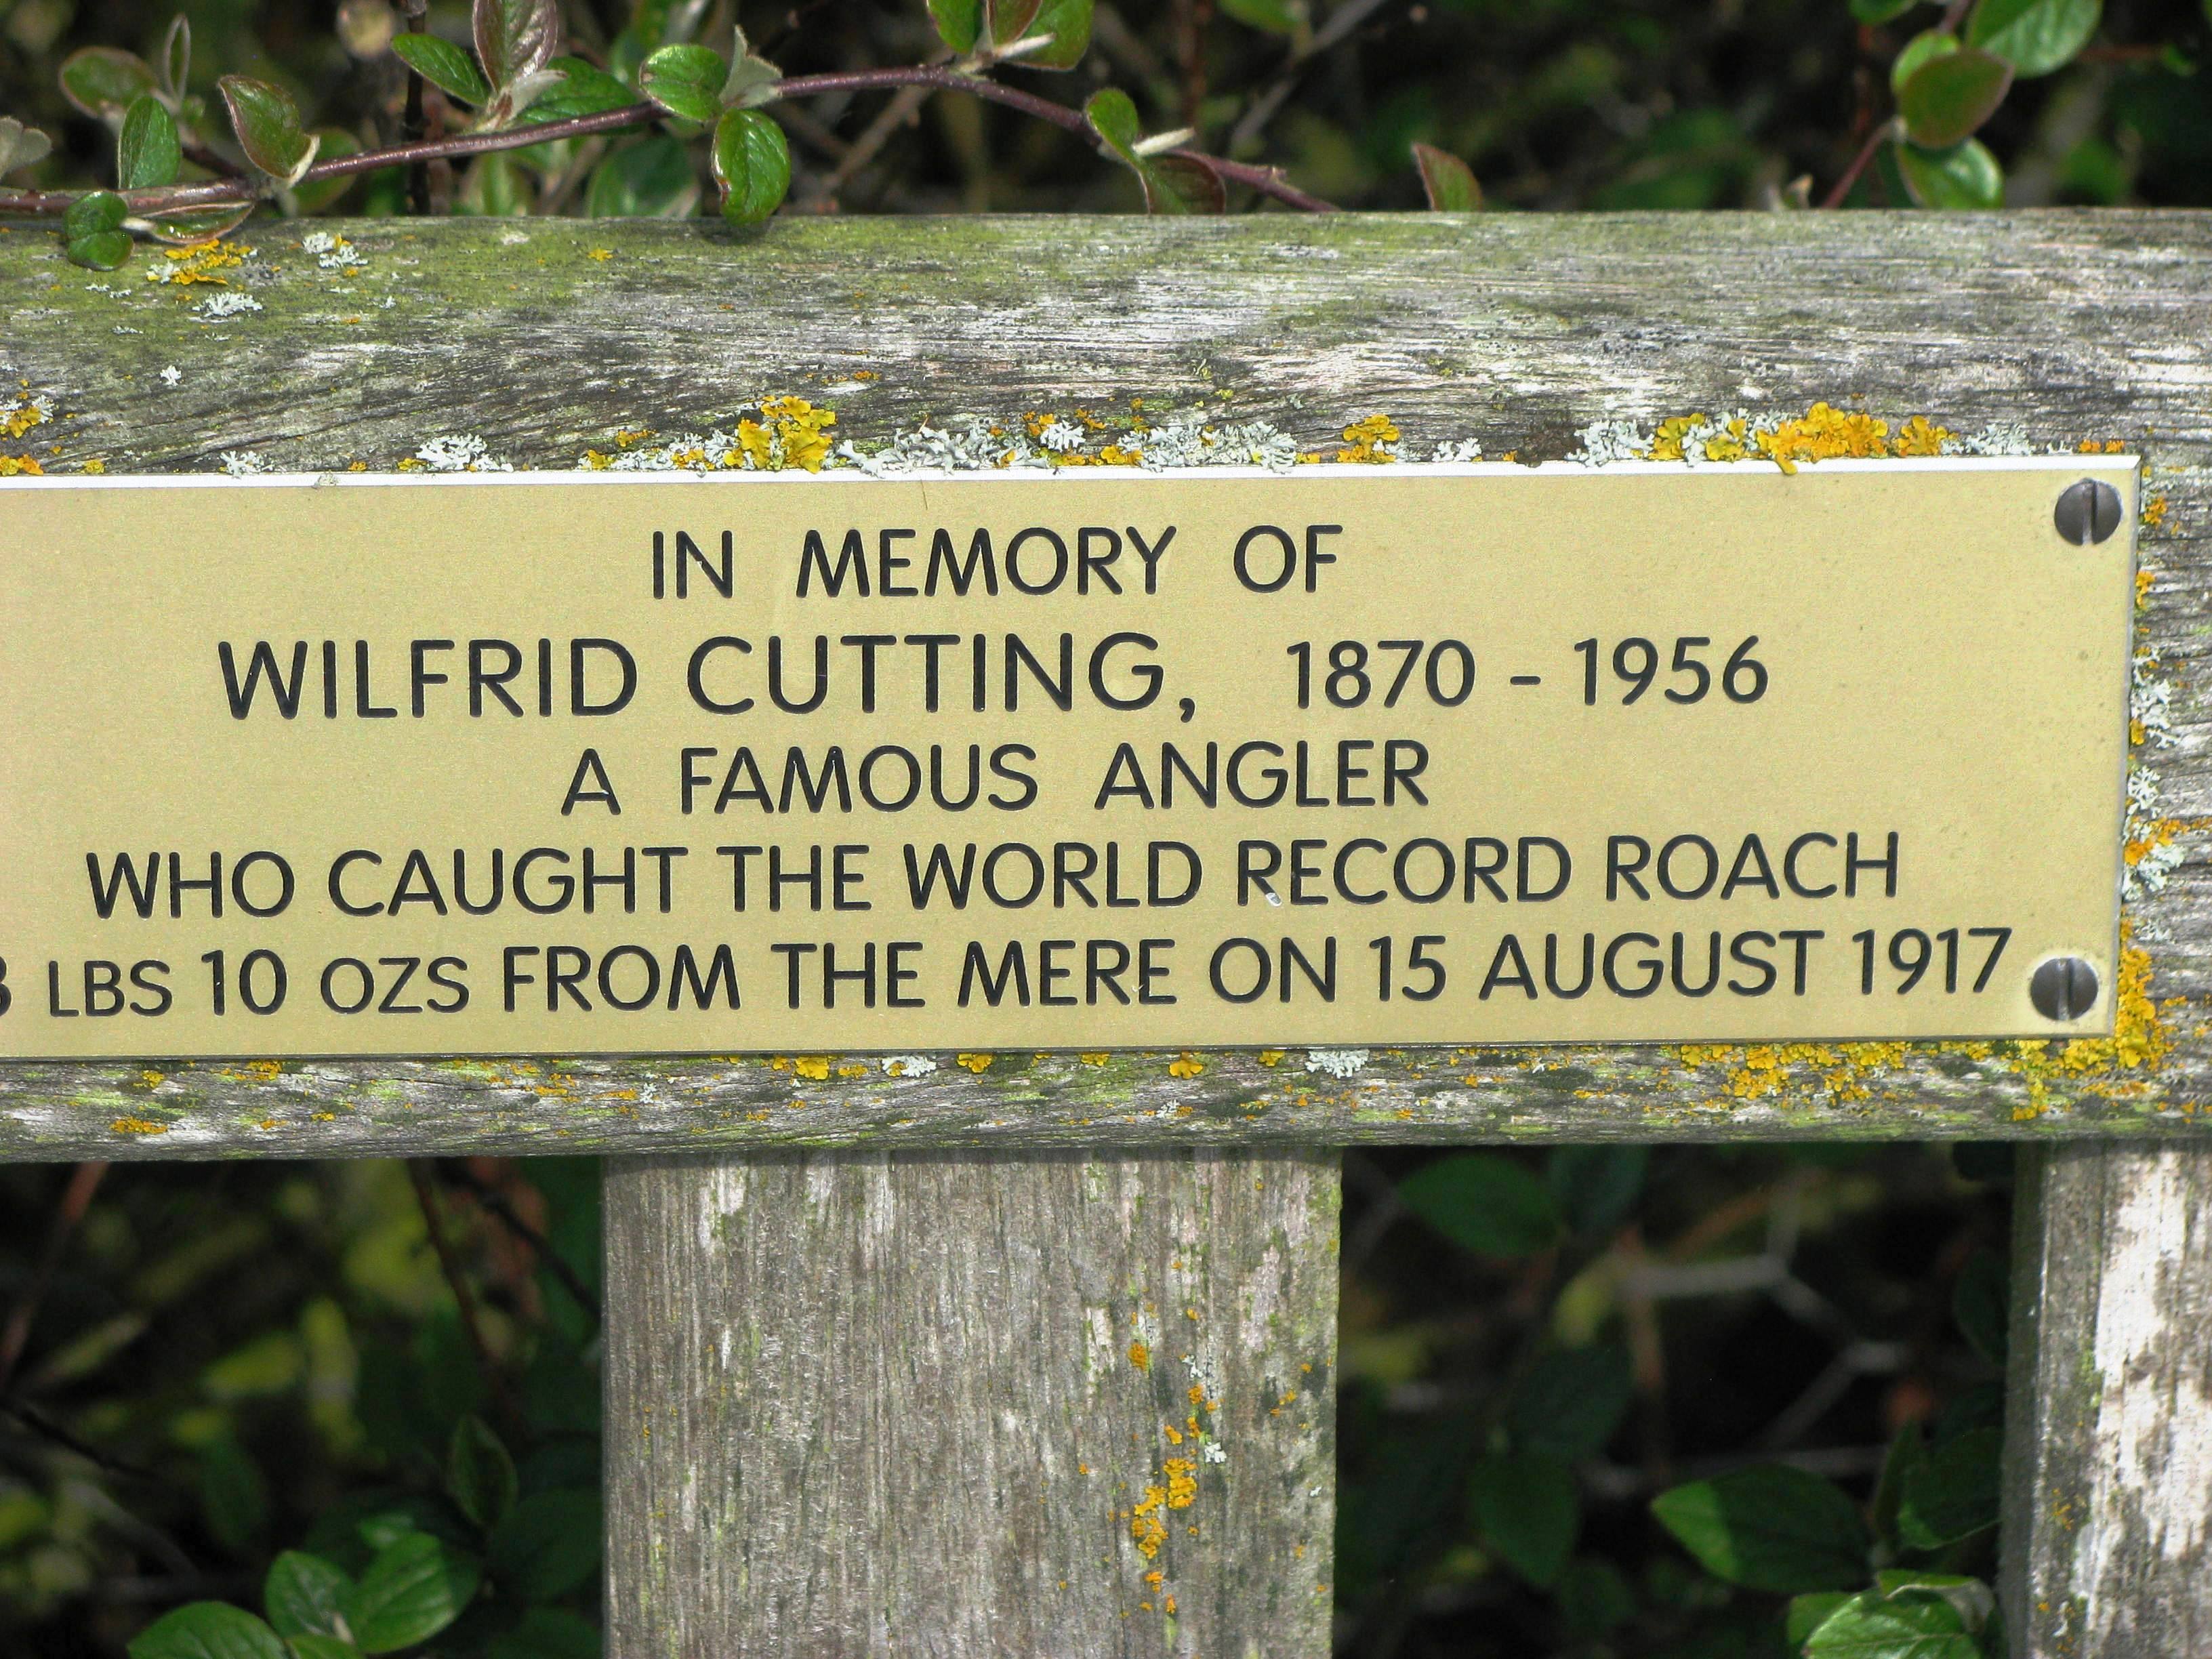 IN MEMORY OF
WILFRID CUTTING, 1870 - 1956
A FAMOUS ANGLER
WHO CAUGHT THE WORLD RECORD ROACH
3 LBS 10 OZS FROM THE MERE ON 15 AUGUST 1917